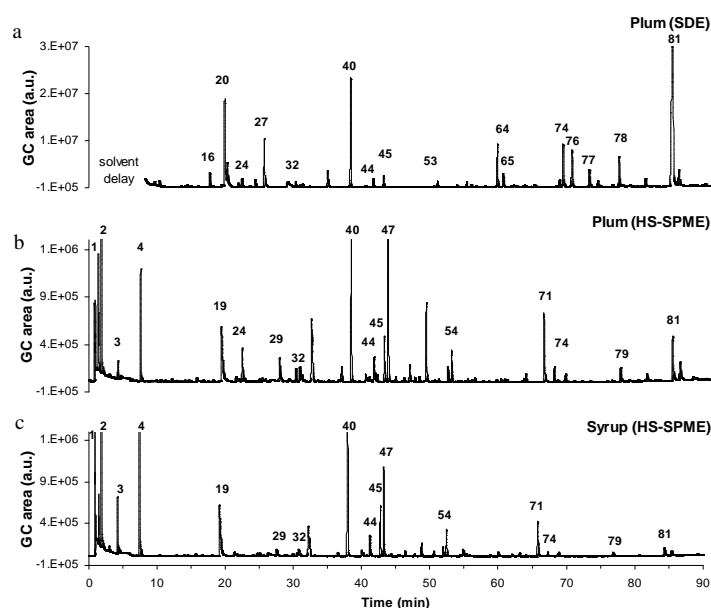 a
Plum (SDE)
GC area (a.u.)
3.E+07
2.E+07
1.E+07
-1.E+05
solvent
delay
16
20
24
27
32
40
44
45
53
64
65
74
76
77
78
81
b
Plum (HS-SPME)
GC area (a.u.)
1.E+06
9.E+05
4.E+05
-1.E+05
1
2
3
4
19
24
29
32
40
44
45
47
54
71
74
79
81
c
Syrup (HS-SPME)
GC area (a.u.)
1.E+06
9.E+05
4.E+05
-1.E+05
1
2
3
4
19
29
32
40
44
45
47
54
71
74
79
81
0 10 20 30 40 50 60 70 80 90
Time (min)